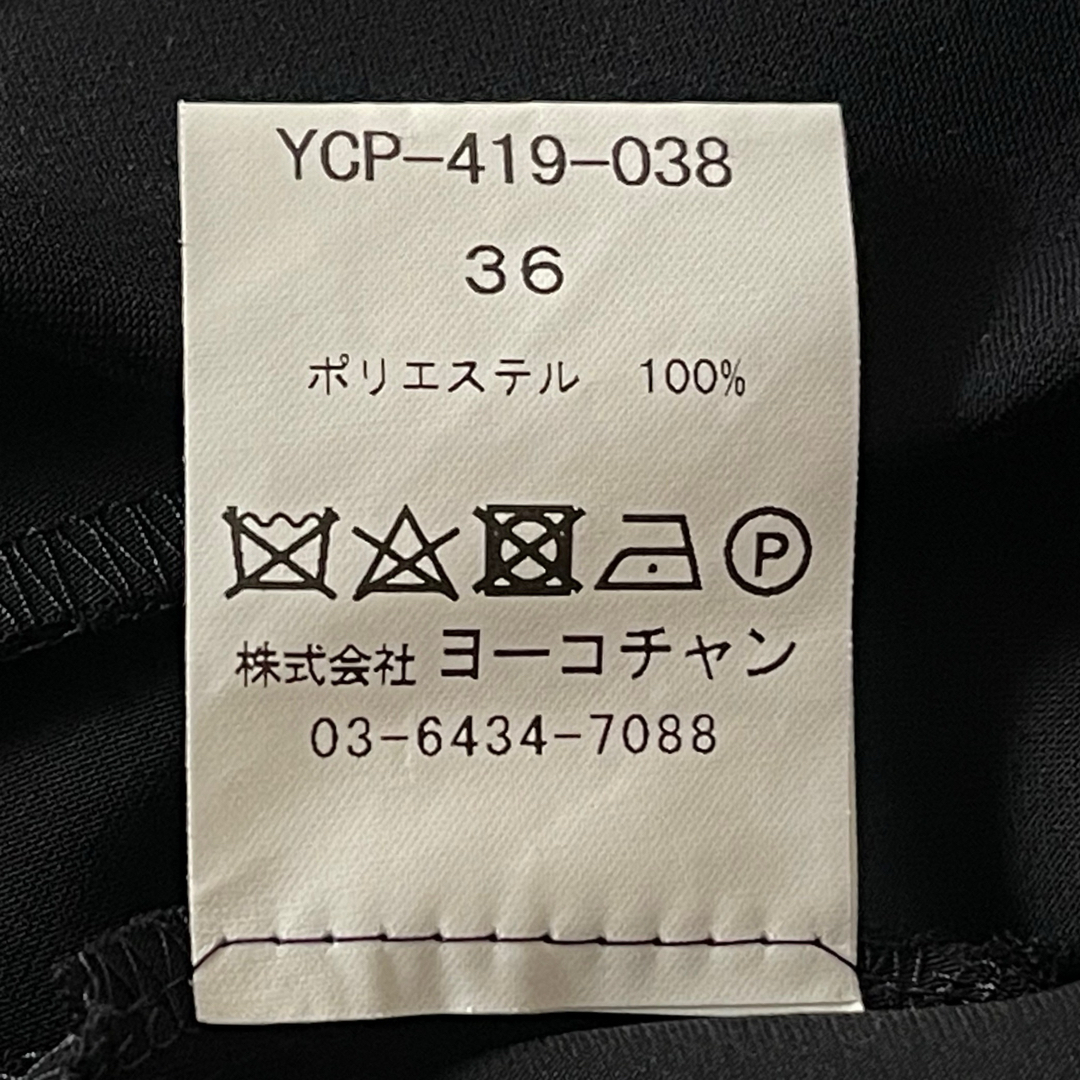 YCP-419-038
36
ポリエステル 100%
P
株式会社 ヨーコチャン
03-6434-7088